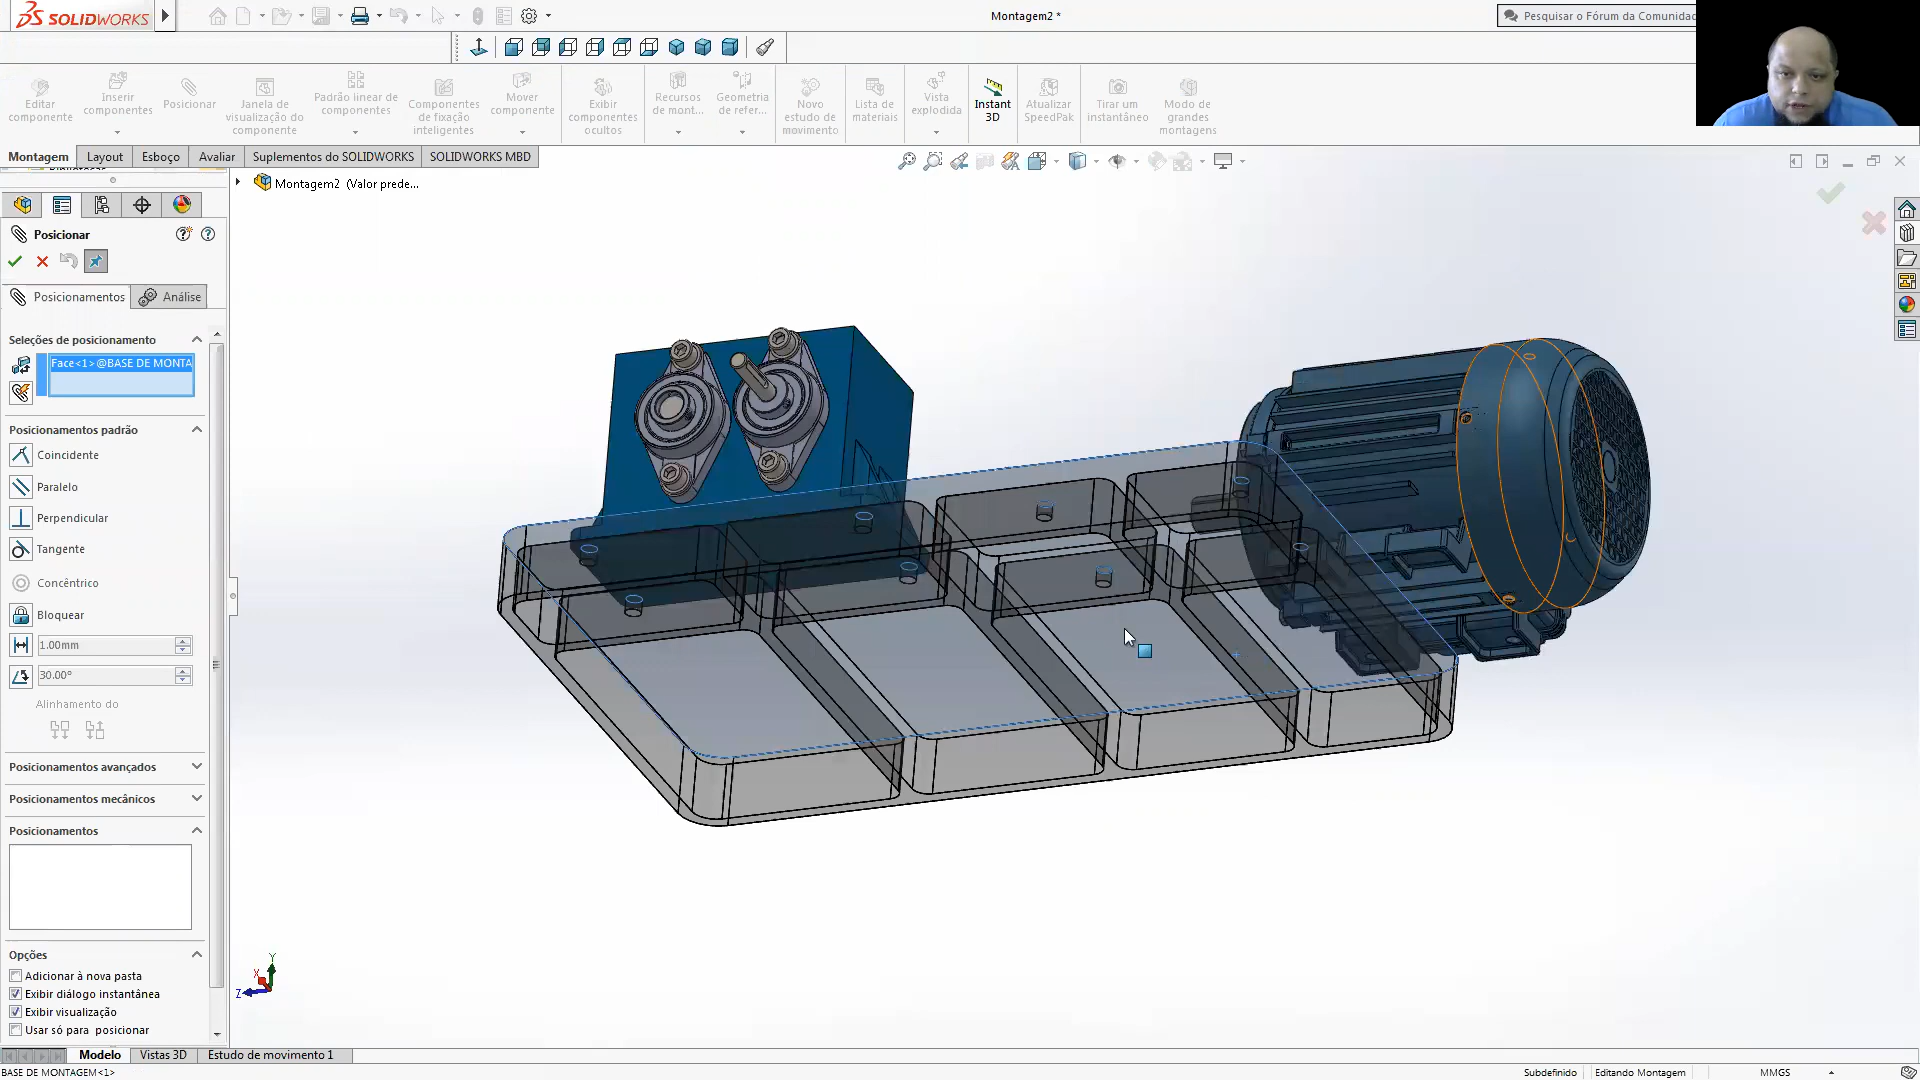 SOLIDWORKS
Montagem2 *
Pesquisar o Fórum da Comunidad
Editar componente
Inserir componentes
Posicionar
Janela de visualização do componente
Padrão linear de componentes
Componentes de fixação inteligentes
Mover componente
Exibir componentes ocultos
Recursos de mont...
Geometria de refer...
Novo estudo de movimento
Lista de materiais
Vista explodida
Instant 3D
Atualizar SpeedPak
Tirar um instantâneo
Modo de grandes montagens
Montagem
Layout
Esboço
Avaliar
Suplementos do SOLIDWORKS
SOLIDWORKS MBD
Montagem2 (Valor prede...
Posicionar
Posicionamentos
Análise
Seleções de posicionamento
Face<1>@BASE DE MONTA
Posicionamentos padrão
Coincidente
Paralelo
Perpendicular
Tangente
Concêntrico
Bloquear
1.00mm
30.00°
Alinhamento do
Posicionamentos avançados
Posicionamentos mecânicos
Posicionamentos
Opções
Adicionar à nova pasta
Exibir diálogo instantânea
Exibir visualização
Usar só para posicionar
Y
X
Z
Modelo
Vistas 3D
Estudo de movimento 1
BASE DE MONTAGEM<1>
Subdefinido
Editando Montagem
MMGS